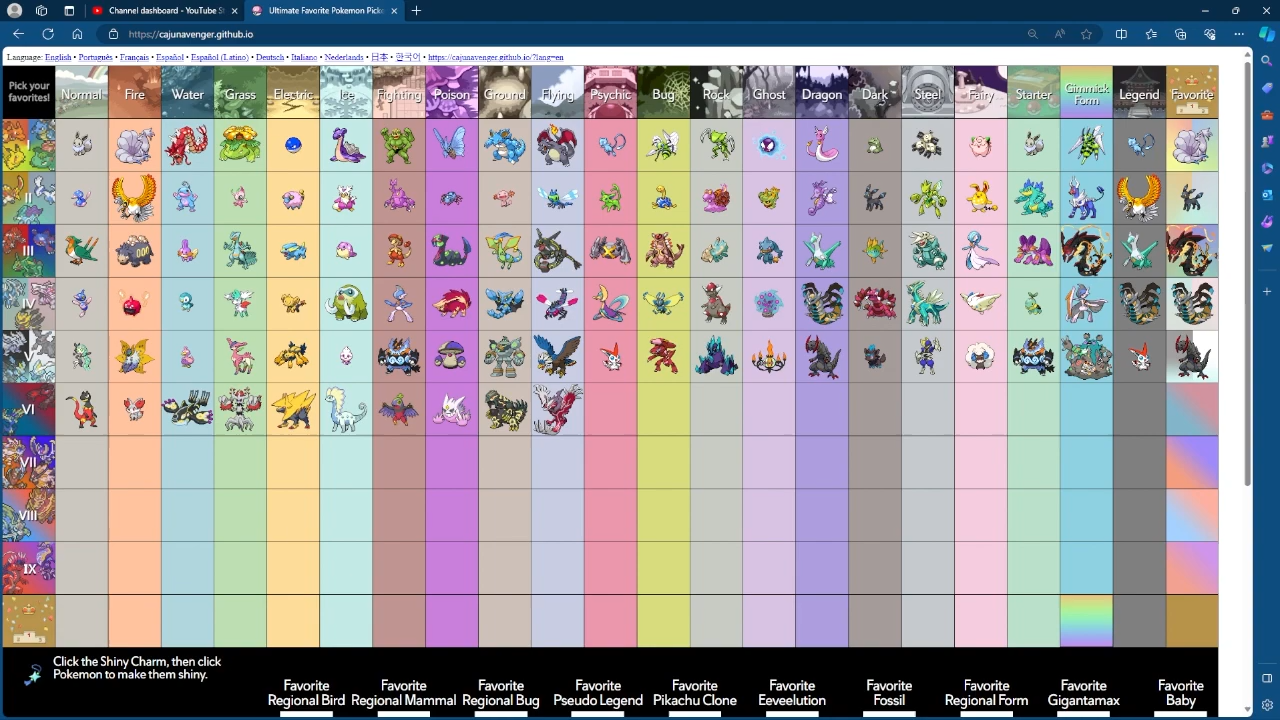 Channel dashboard - YouTube St
Ultimate Favorite Pokemon Picke
https://cajunavenger.github.io
Language: English • Português • Français • Español • Español (Latino) • Deutsch • Italiano • Nederlands • 日本 • 한국어 • https://cajunavenger.github.io/?lang=en
Pick your
favorites!
Normal
Fire
Water
Grass
Electric
Ice
Fighting
Poison
Ground
Flying
Psychic
Bug
Rock
Ghost
Dragon
Dark
Steel
Fairy
Starter
Gimmick
Form
Legend
Favorite
II
III
IV
VI
VII
VIII
IX
Click the Shiny Charm, then click
Pokemon to make them shiny.
Favorite
Regional Bird
Favorite
Regional Mammal
Favorite
Regional Bug
Favorite
Pseudo Legend
Favorite
Pikachu Clone
Favorite
Eeveelution
Favorite
Fossil
Favorite
Regional Form
Favorite
Gigantamax
Favorite
Baby